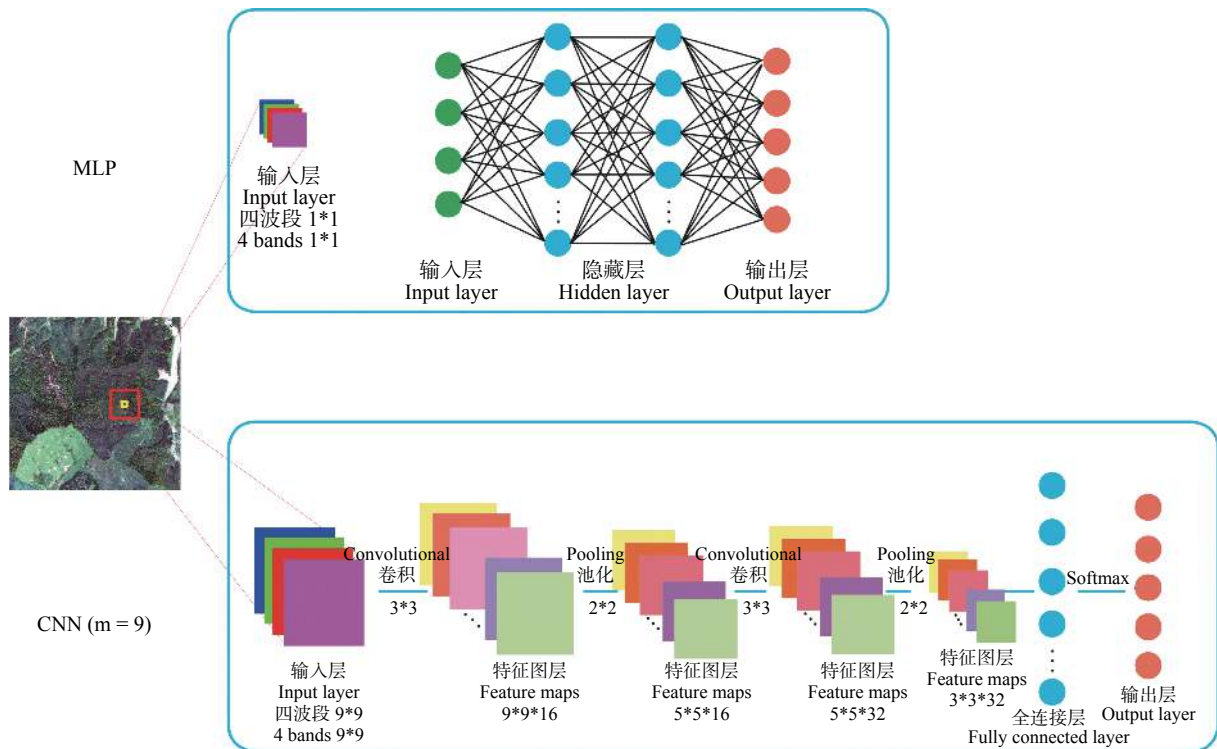 MLP
输入层
Input layer
四波段 1*1
4 bands 1*1
输入层
Input layer
隐藏层
Hidden layer
输出层
Output layer
CNN (m = 9)
输入层
Input layer
四波段 9*9
4 bands 9*9
Convolutional
卷积
3*3
特征图层
Feature maps
9*9*16
Pooling
池化
2*2
特征图层
Feature maps
5*5*16
Convolutional
卷积
3*3
特征图层
Feature maps
5*5*32
Pooling
池化
2*2
特征图层
Feature maps
3*3*32
全连接层
Fully connected layer
Softmax
输出层
Output layer